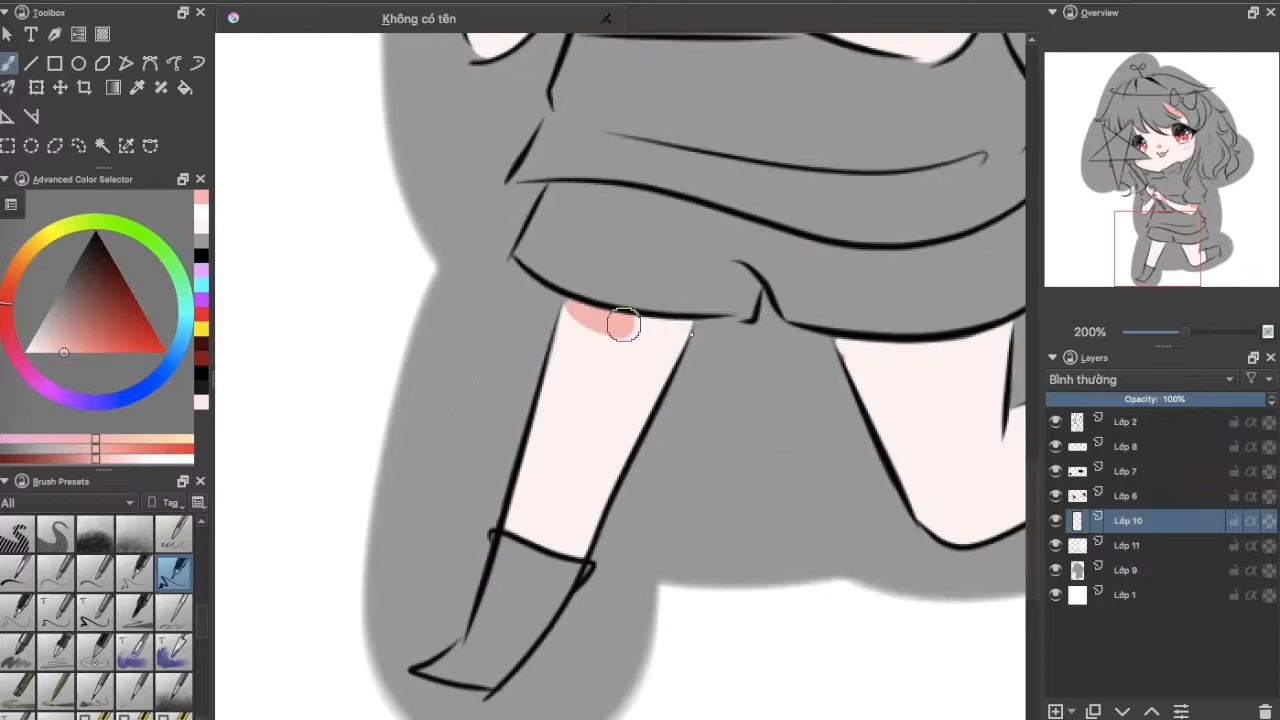 Toolbox
Không có tên
Overview
Advanced Color Selector
200%
Layers
Bình thường
Opacity: 100%
Lớp 2
Lớp 8
Lớp 7
Lớp 6
Lớp 10
Lớp 11
Lớp 9
Lớp 1
Brush Presets
All
Tag